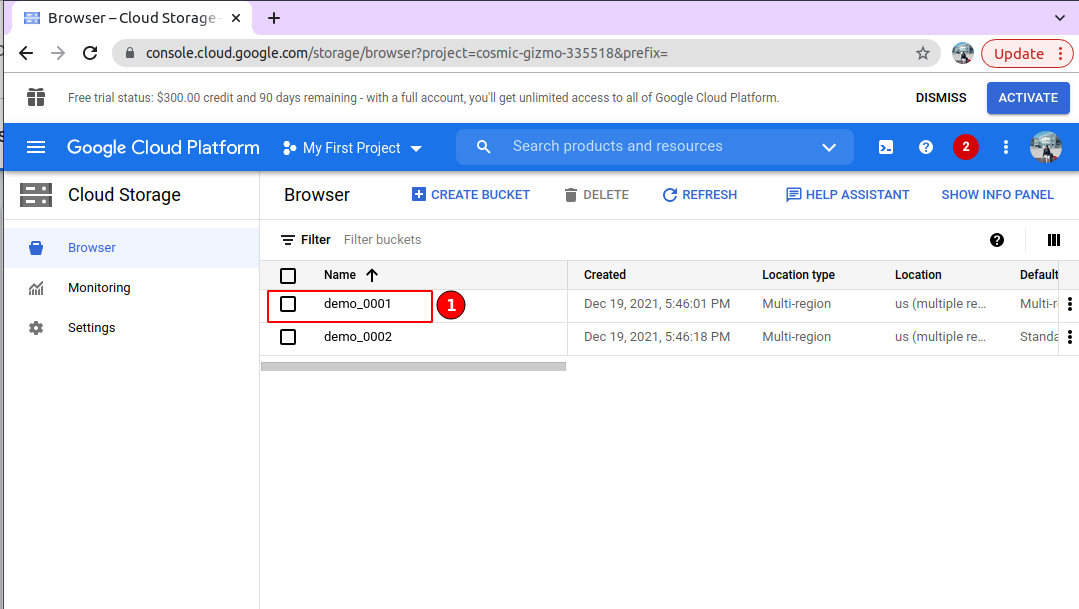 Browser – Cloud Storage
console.cloud.google.com/storage/browser?project=cosmic-gizmo-335518&prefix=
Update
Free trial status: $300.00 credit and 90 days remaining - with a full account, you'll get unlimited access to all of Google Cloud Platform.
DISMISS
ACTIVATE
Google Cloud Platform
My First Project
Search products and resources
2
Cloud Storage
Browser
CREATE BUCKET
DELETE
REFRESH
HELP ASSISTANT
SHOW INFO PANEL
Browser
Monitoring
Settings
Filter Filter buckets
Name Created Location type Location Default
demo_0001 1 Dec 19, 2021, 5:46:01 PM Multi-region us (multiple re... Multi-r
demo_0002 Dec 19, 2021, 5:46:18 PM Multi-region us (multiple re... Standa